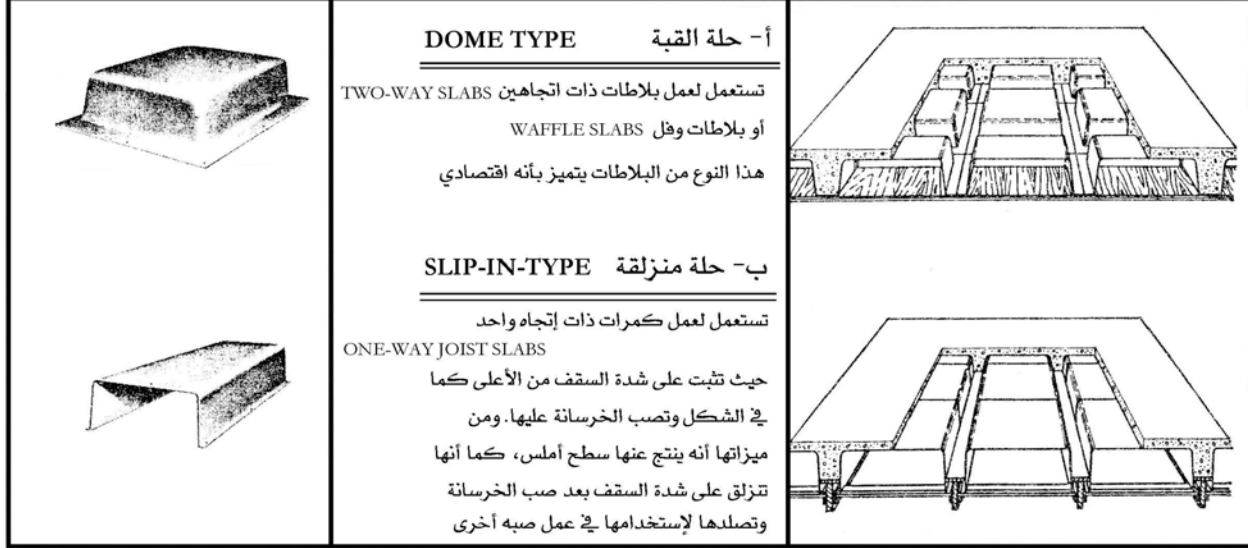 أ- حلة القبة DOME TYPE
تستعمل لعمل بلاطات ذات اتجاهين TWO-WAY SLABS
أو بلاطات وفل WAFFLE SLABS
هذا النوع من البلاطات يتميز بأنه اقتصادي
ب- حلة منزلقة SLIP-IN-TYPE
تستعمل لعمل كمرات ذات إتجاه واحد
ONE-WAY JOIST SLABS
حيث تثبت على شدة السقف من الأعلى كما
في الشكل وتصب الخرسانة عليها. ومن
ميزاتها أنه ينتج عنها سطح أملس، كما أنها
تنزلق على شدة السقف بعد صب الخرسانة
وتصلدها لإستخدامها في عمل صبه أخرى